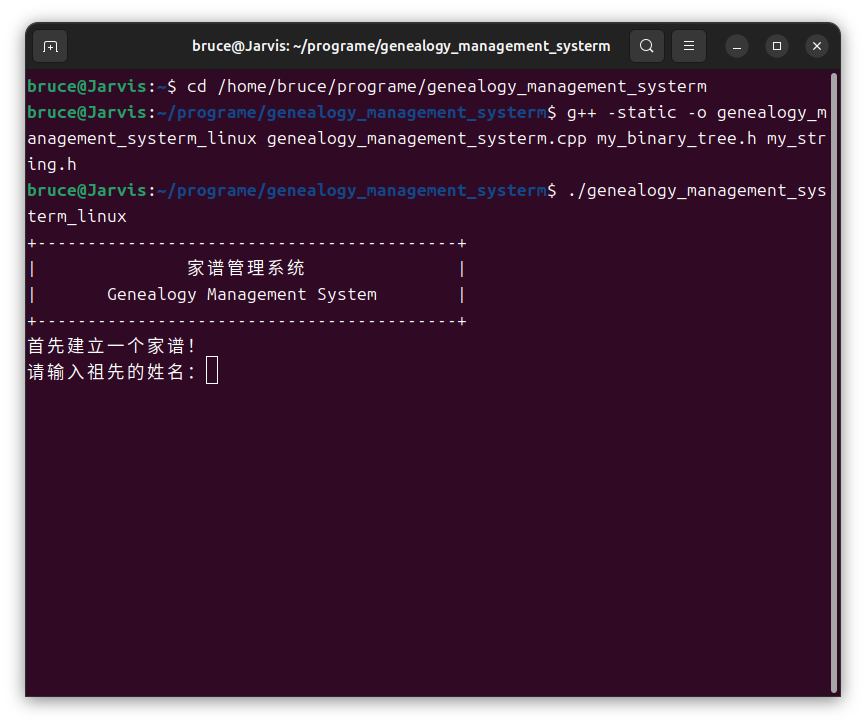 bruce@Jarvis: ~/programe/genealogy_management_systerm
bruce@Jarvis:~$ cd /home/bruce/programe/genealogy_management_systerm
bruce@Jarvis:~/programe/genealogy_management_systerm$ g++ -static -o genealogy_m
anagement_systerm_linux genealogy_management_systerm.cpp my_binary_tree.h my_str
ing.h
bruce@Jarvis:~/programe/genealogy_management_systerm$ ./genealogy_management_sys
term_linux
+------------------------------------------+
|               家谱管理系统               |
|       Genealogy Management System        |
+------------------------------------------+
首先建立一个家谱！
请输入祖先的姓名：